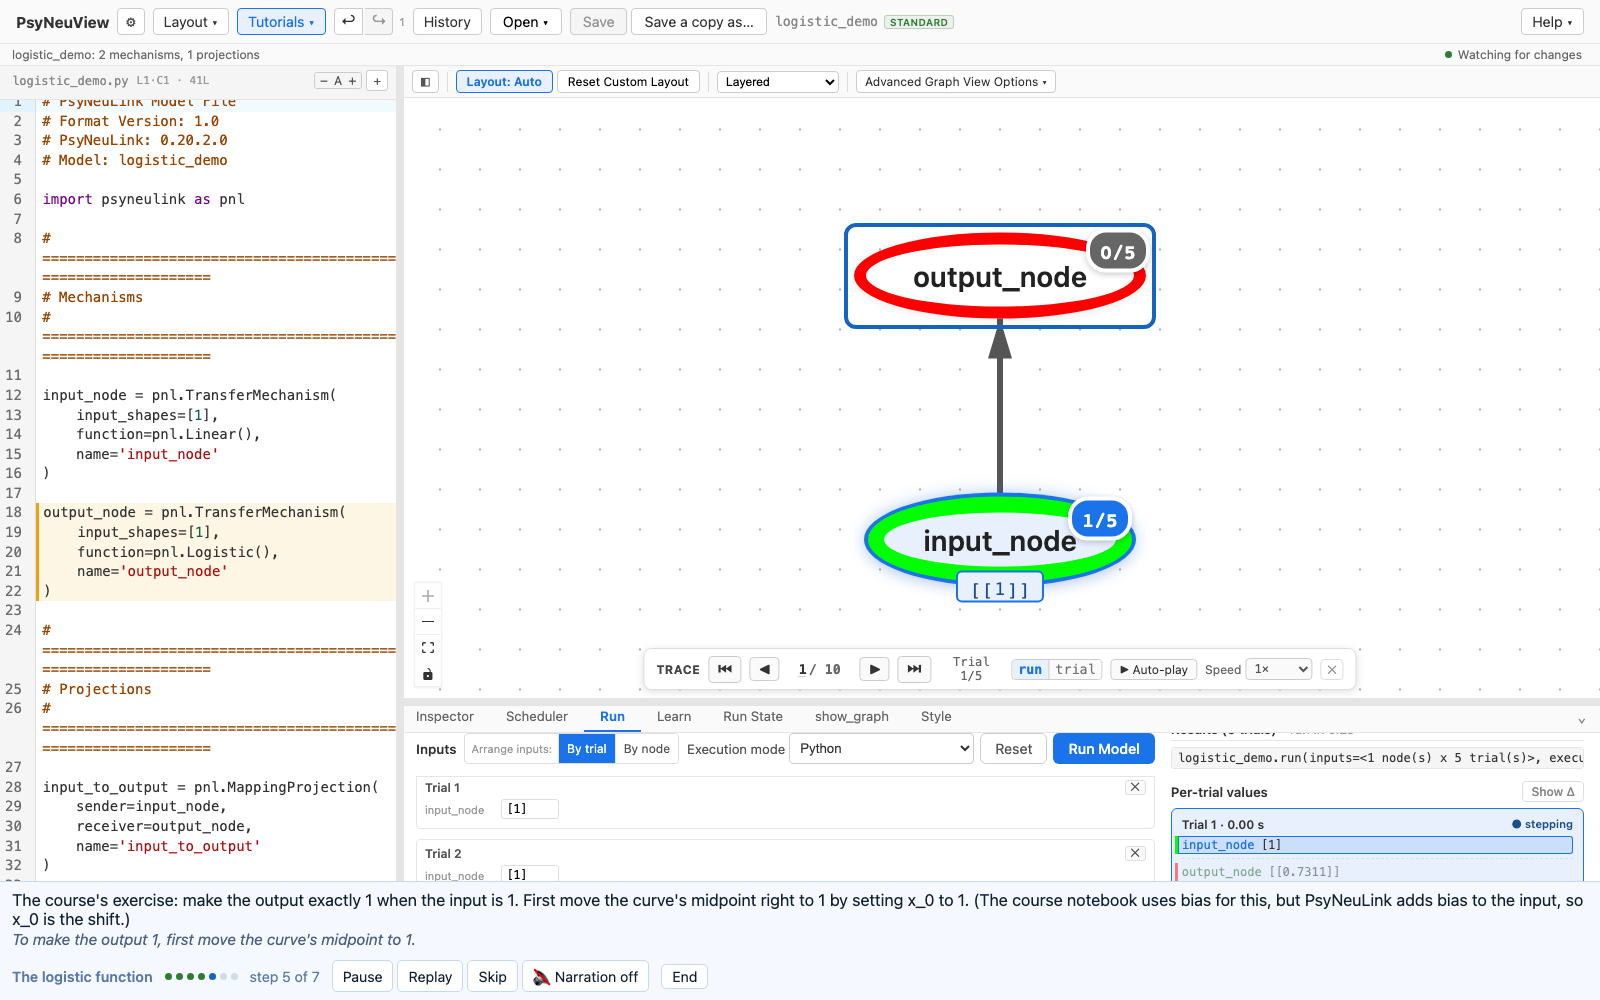 PsyNeuView ⚙ Layout ▾ Tutorials ▾ ↩ ↪ 1 History Open ▾ Save Save a copy as... logistic_demo STANDARD Help ▾
logistic_demo: 2 mechanisms, 1 projections Watching for changes
logistic_demo.py L1:C1 · 41L − A + +
Layout: Auto Reset Custom Layout Layered Advanced Graph View Options ▾
1 # PsyNeuLink Model File
2 # Format Version: 1.0
3 # PsyNeuLink: 0.20.2.0
4 # Model: logistic_demo
5
6 import psyneulink as pnl
7
8 #
==========================================
====================
9 # Mechanisms
10 #
==========================================
====================
11
12 input_node = pnl.TransferMechanism(
13 input_shapes=[1],
14 function=pnl.Linear(),
15 name='input_node'
16 )
17
18 output_node = pnl.TransferMechanism(
19 input_shapes=[1],
20 function=pnl.Logistic(),
21 name='output_node'
22 )
23
24 #
==========================================
====================
25 # Projections
26 #
==========================================
====================
27
28 input_to_output = pnl.MappingProjection(
29 sender=input_node,
30 receiver=output_node,
31 name='input_to_output'
32 )
0/5
output_node
1/5
input_node
[[1]]
TRACE ⏮ ◀ 1 / 10 ▶ ⏭ Trial 1/5 run trial ▶ Auto-play Speed 1× ✕
Inspector Scheduler Run Learn Run State show_graph Style
Inputs Arrange inputs: By trial By node Execution mode Python Reset Run Model
Trial 1 ✕
input_node [1]
Trial 2 ✕
input_node [1]
logistic_demo.run(inputs=<1 node(s) x 5 trial(s)>, execu
Per-trial values Show Δ
Trial 1 · 0.00 s stepping
input_node [1]
output_node [[0.7311]]
The course's exercise: make the output exactly 1 when the input is 1. First move the curve's midpoint right to 1 by setting x_0 to 1. (The course notebook uses bias for this, but PsyNeuLink adds bias to the input, so
x_0 is the shift.)
To make the output 1, first move the curve's midpoint to 1.
The logistic function step 5 of 7 Pause Replay Skip Narration off End